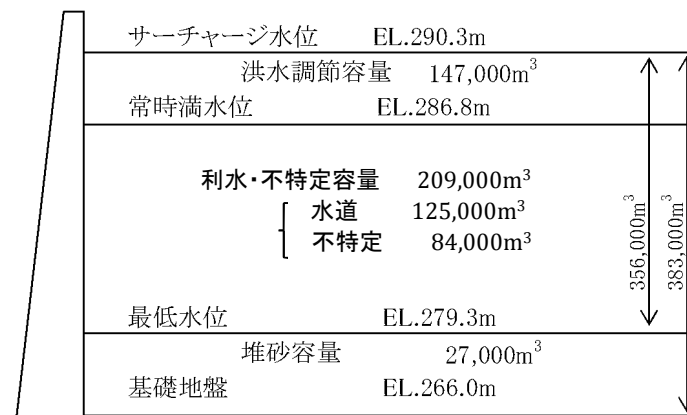 サーチャージ水位 EL.290.3m
洪水調節容量 147,000m³
常時満水位 EL.286.8m
利水・不特定容量 209,000m³
水道 125,000m³
不特定 84,000m³
356,000m³
383,000m³
最低水位 EL.279.3m
堆砂容量 27,000m³
基礎地盤 EL.266.0m